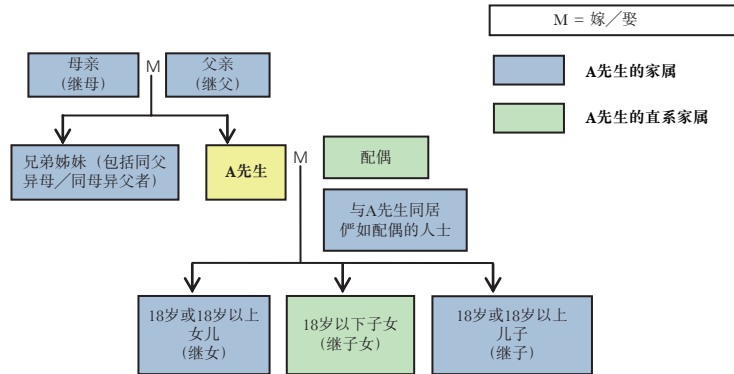 M = 嫁／娶
母亲
(继母)
M
父亲
(继父)
A先生的家属
A先生的直系家属
兄弟姊妹（包括同父
异母／同母异父者）
A先生
M
配偶
与A先生同居
俨如配偶的人士
18岁或18岁以上
女儿
(继女)
18岁以下子女
(继子女)
18岁或18岁以上
儿子
(继子)